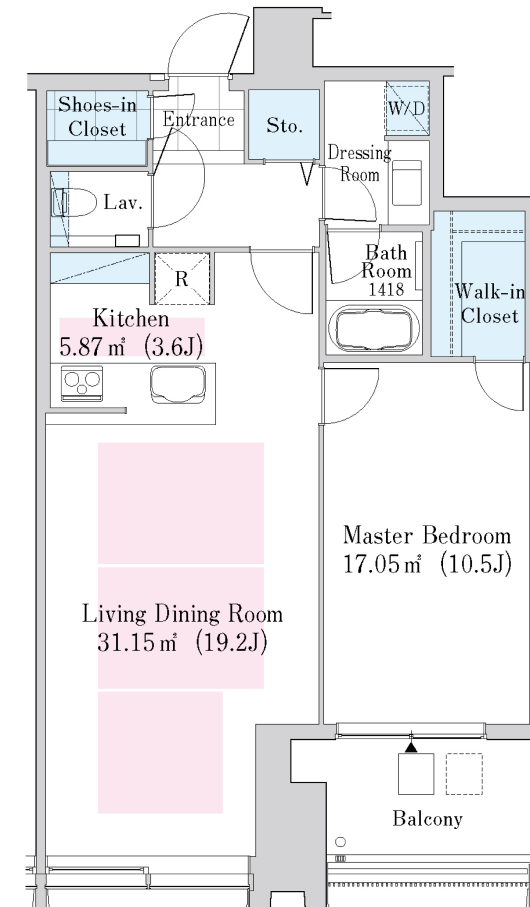 Shoes-in
Closet
Entrance
Sto.
W/D
Dressing
Room
Lav.
R
Bath
Room
1418
Walk-in
Closet
Kitchen
5.87㎡ (3.6J)
Master Bedroom
17.05㎡ (10.5J)
Living Dining Room
31.15㎡ (19.2J)
Balcony